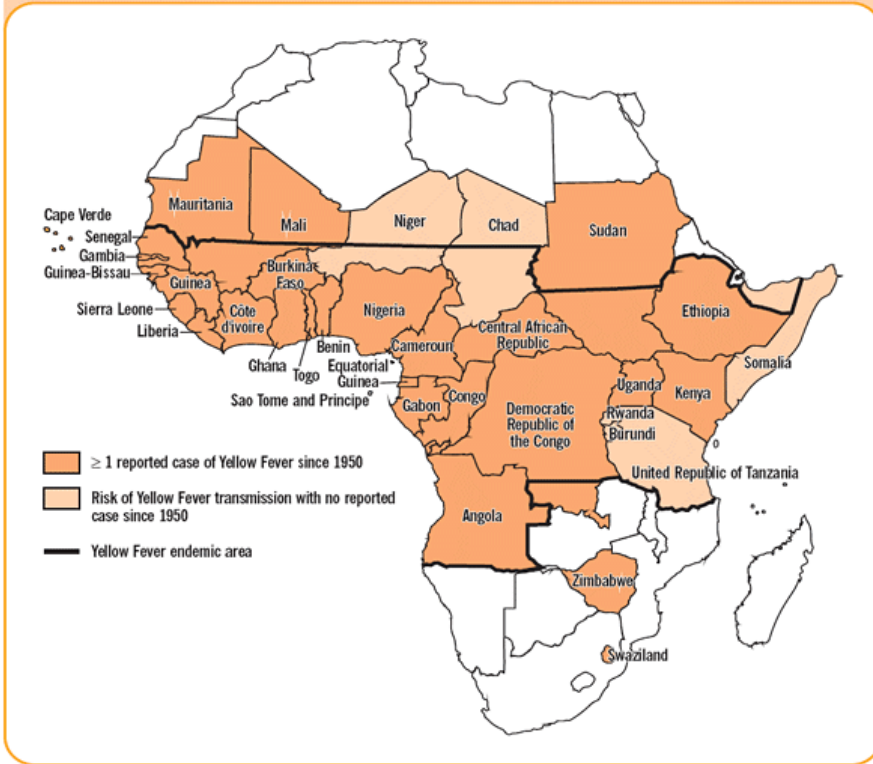 Mauritania
Mali
Niger
Chad
Sudan
Cape Verde
Senegal
Gambia
Guinea-Bissau
Guinea
Burkina
Faso
Sierra Leone
Côte
d'ivoire
Nigeria
Ethiopia
Liberia
Central African
Republic
Benin
Cameroun
Ghana
Togo
Equatorial
Guinea
Somalia
Uganda
Kenya
Sao Tome and Principe
Gabon
Congo
Democratic
Republic of
the Congo
Rwanda
Burundi
United Republic of Tanzania
≥ 1 reported case of Yellow Fever since 1950
Risk of Yellow Fever transmission with no reported
case since 1950
Yellow Fever endemic area
Angola
Zimbabwe
Swaziland